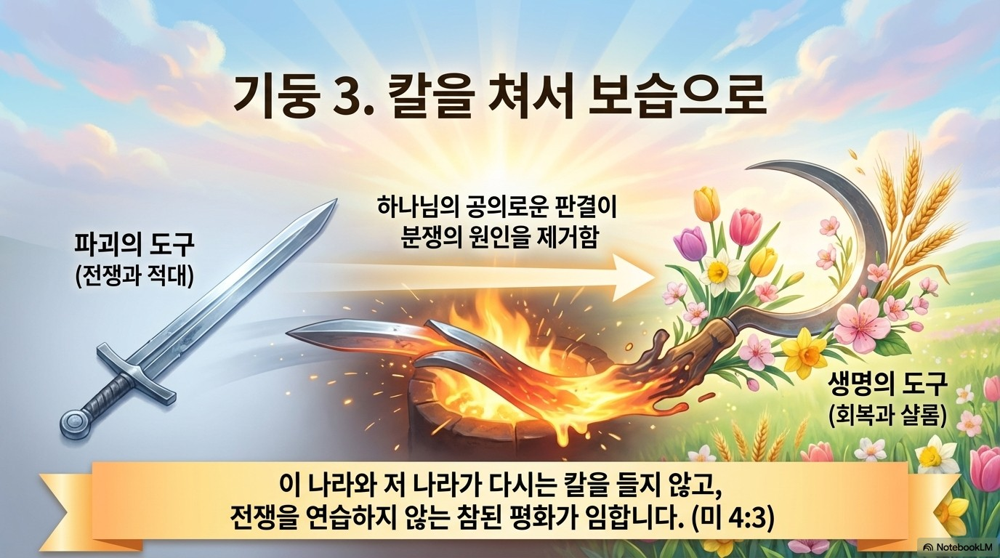 기둥 3. 칼을 쳐서 보습으로
하나님의 공의로운 판결이
분쟁의 원인을 제거함
파괴의 도구
(전쟁과 적대)
생명의 도구
(회복과 샬롬)
이 나라와 저 나라가 다시는 칼을 들지 않고,
전쟁을 연습하지 않는 참된 평화가 임합니다. (미 4:3)
NotebookLM